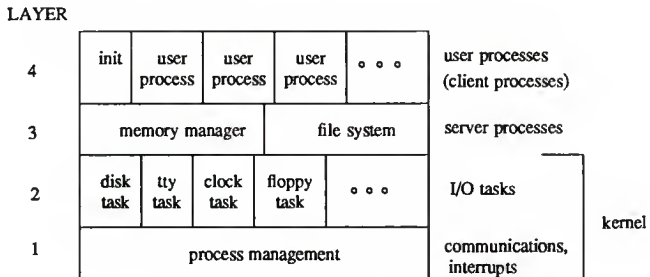 LAYER
4
init
user
process
user
process
user
process
user processes
(client processes)
3
memory manager
file system
server processes
2
disk
task
tty
task
clock
task
floppy
task
I/O tasks
kernel
1
process management
communications,
interrupts